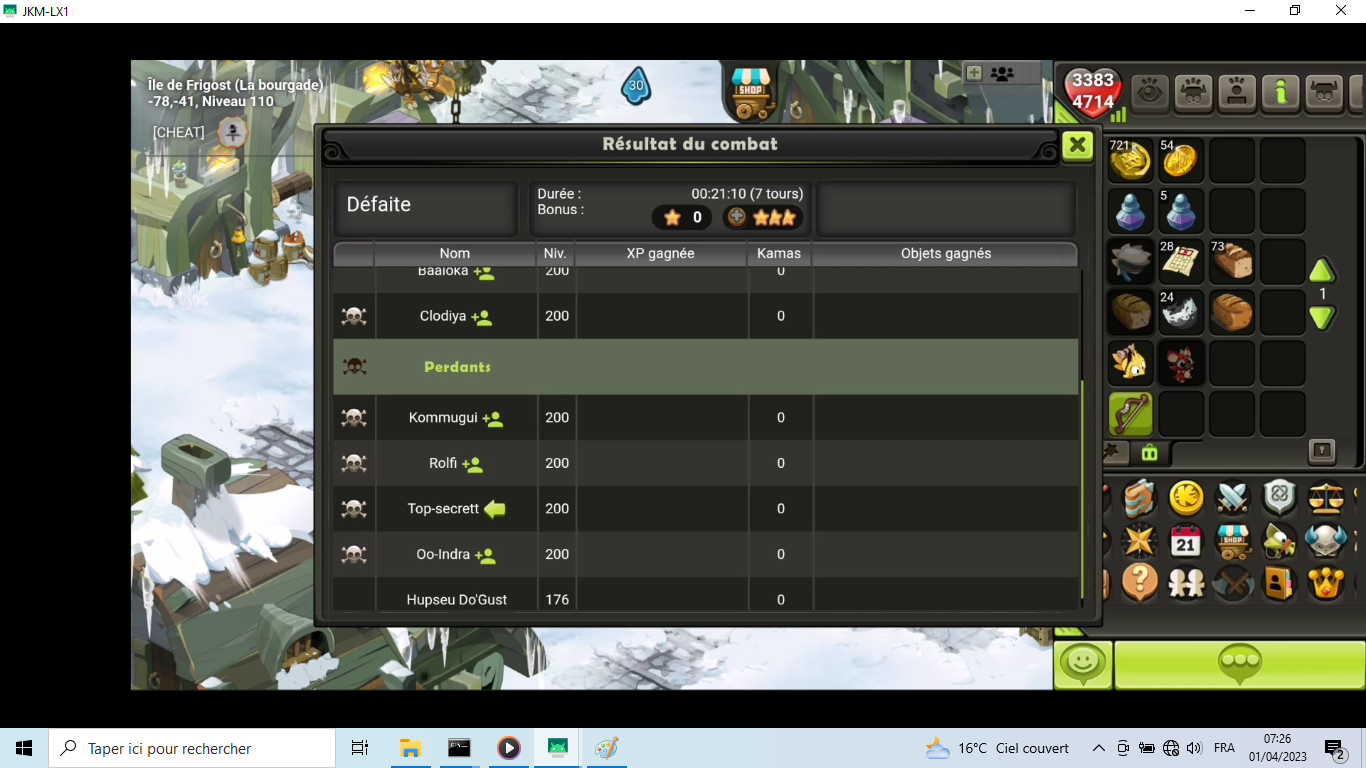 JKM-LX1
Île de Frigost (La bourgade)
-78,-41, Niveau 110
[CHEAT]
30
SHOP
3383
4714
Résultat du combat
Défaite
Durée : 00:21:10 (7 tours)
Bonus : 0
Nom Niv. XP gagnée Kamas Objets gagnés
Baaloka 200 0
Clodiya 200 0
Perdants
Kommugui 200 0
Rolfi 200 0
Top-secrett 200 0
Oo-Indra 200 0
Hupseu Do'Gust 176 0
721 54
5
28 73
24
1
21 SHOP
Taper ici pour rechercher
16°C Ciel couvert
FRA
07:26
01/04/2023
2